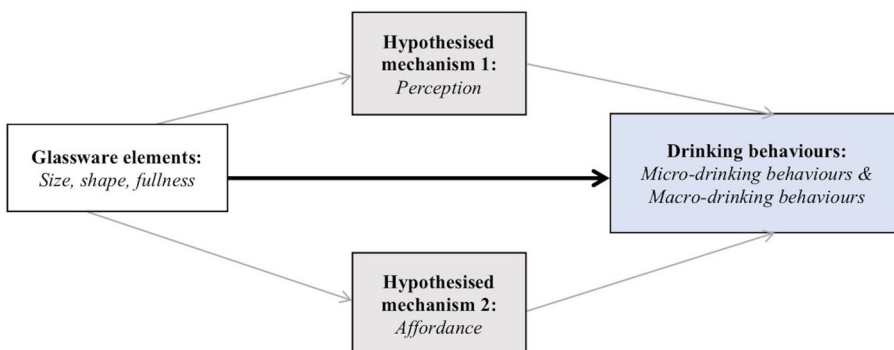 Hypothesised
mechanism 1:
Perception
Glassware elements:
Size, shape, fullness
Drinking behaviours:
Micro-drinking behaviours &
Macro-drinking behaviours
Hypothesised
mechanism 2:
Affordance